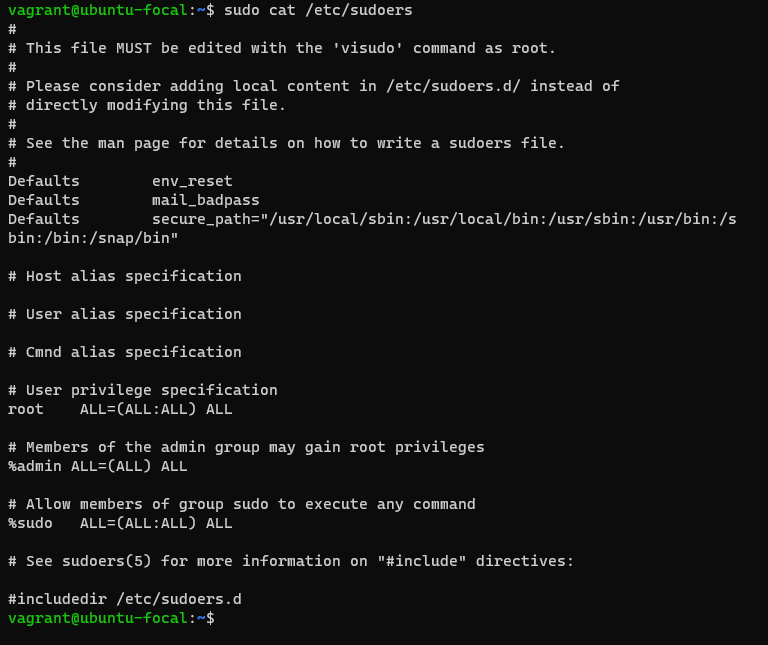 vagrant@ubuntu-focal:~$ sudo cat /etc/sudoers
#
# This file MUST be edited with the 'visudo' command as root.
#
# Please consider adding local content in /etc/sudoers.d/ instead of
# directly modifying this file.
#
# See the man page for details on how to write a sudoers file.
#
Defaults        env_reset
Defaults        mail_badpass
Defaults        secure_path="/usr/local/sbin:/usr/local/bin:/usr/sbin:/usr/bin:/s
bin:/bin:/snap/bin"

# Host alias specification

# User alias specification

# Cmnd alias specification

# User privilege specification
root    ALL=(ALL:ALL) ALL

# Members of the admin group may gain root privileges
%admin ALL=(ALL) ALL

# Allow members of group sudo to execute any command
%sudo   ALL=(ALL:ALL) ALL

# See sudoers(5) for more information on "#include" directives:

#includedir /etc/sudoers.d
vagrant@ubuntu-focal:~$